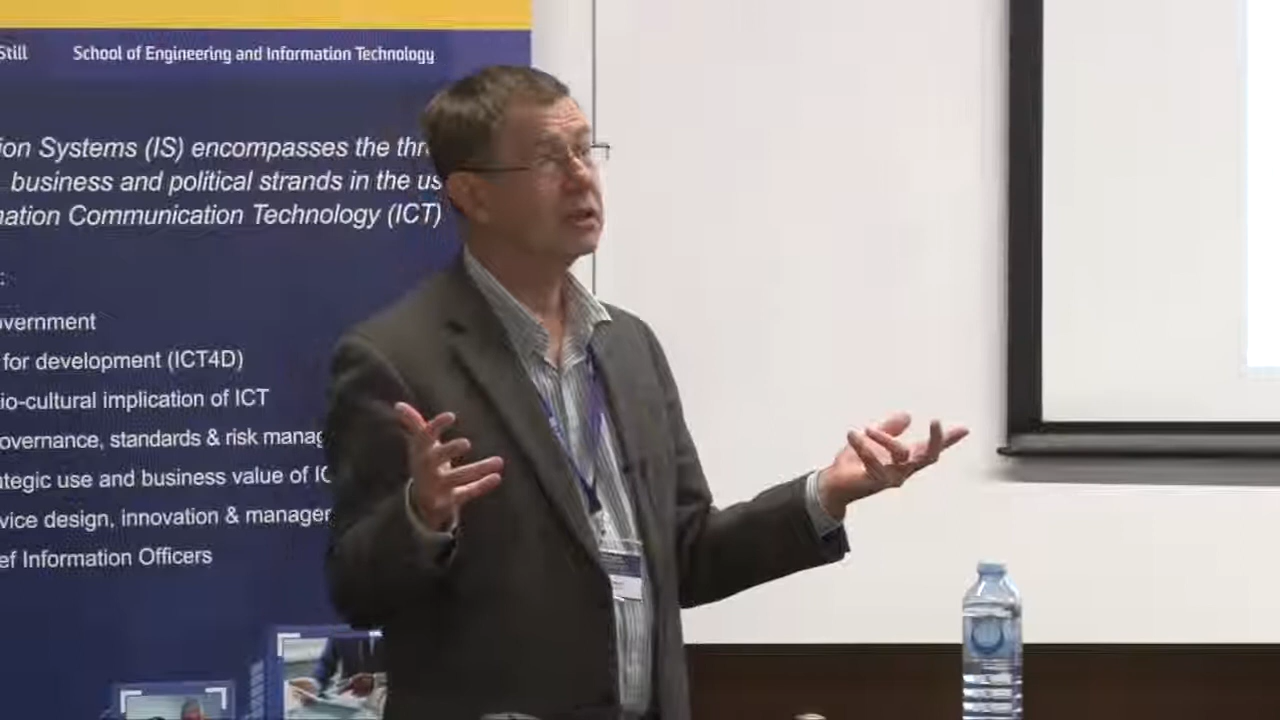 Still School of Engineering and Information Technology
ion Systems (IS) encompasses the thr
business and political strands in the us
mation Communication Technology (ICT)
:
overnment
for development (ICT4D)
io-cultural implication of ICT
overnance, standards & risk manag
ategic use and business value of IC
vice design, innovation & manager
ef Information Officers